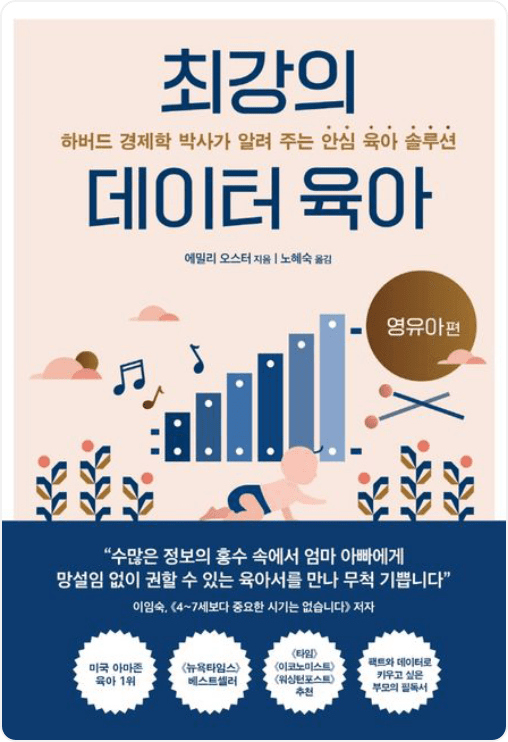 최강의
하버드 경제학 박사가 알려 주는 안심 육아 솔루션
데이터 육아
에밀리 오스터 지음 | 노혜숙 옮김
영유아편
“수많은 정보의 홍수 속에서 엄마 아빠에게
망설임 없이 권할 수 있는 육아서를 만나 무척 기쁩니다”
이임숙, 《4~7세보다 중요한 시기는 없습니다》 저자
미국 아마존
육아 1위
〈뉴욕타임스〉
베스트셀러
〈타임〉
〈이코노미스트〉
〈워싱턴포스트〉
추천
팩트와 데이터로
키우고 싶은
부모의 필독서